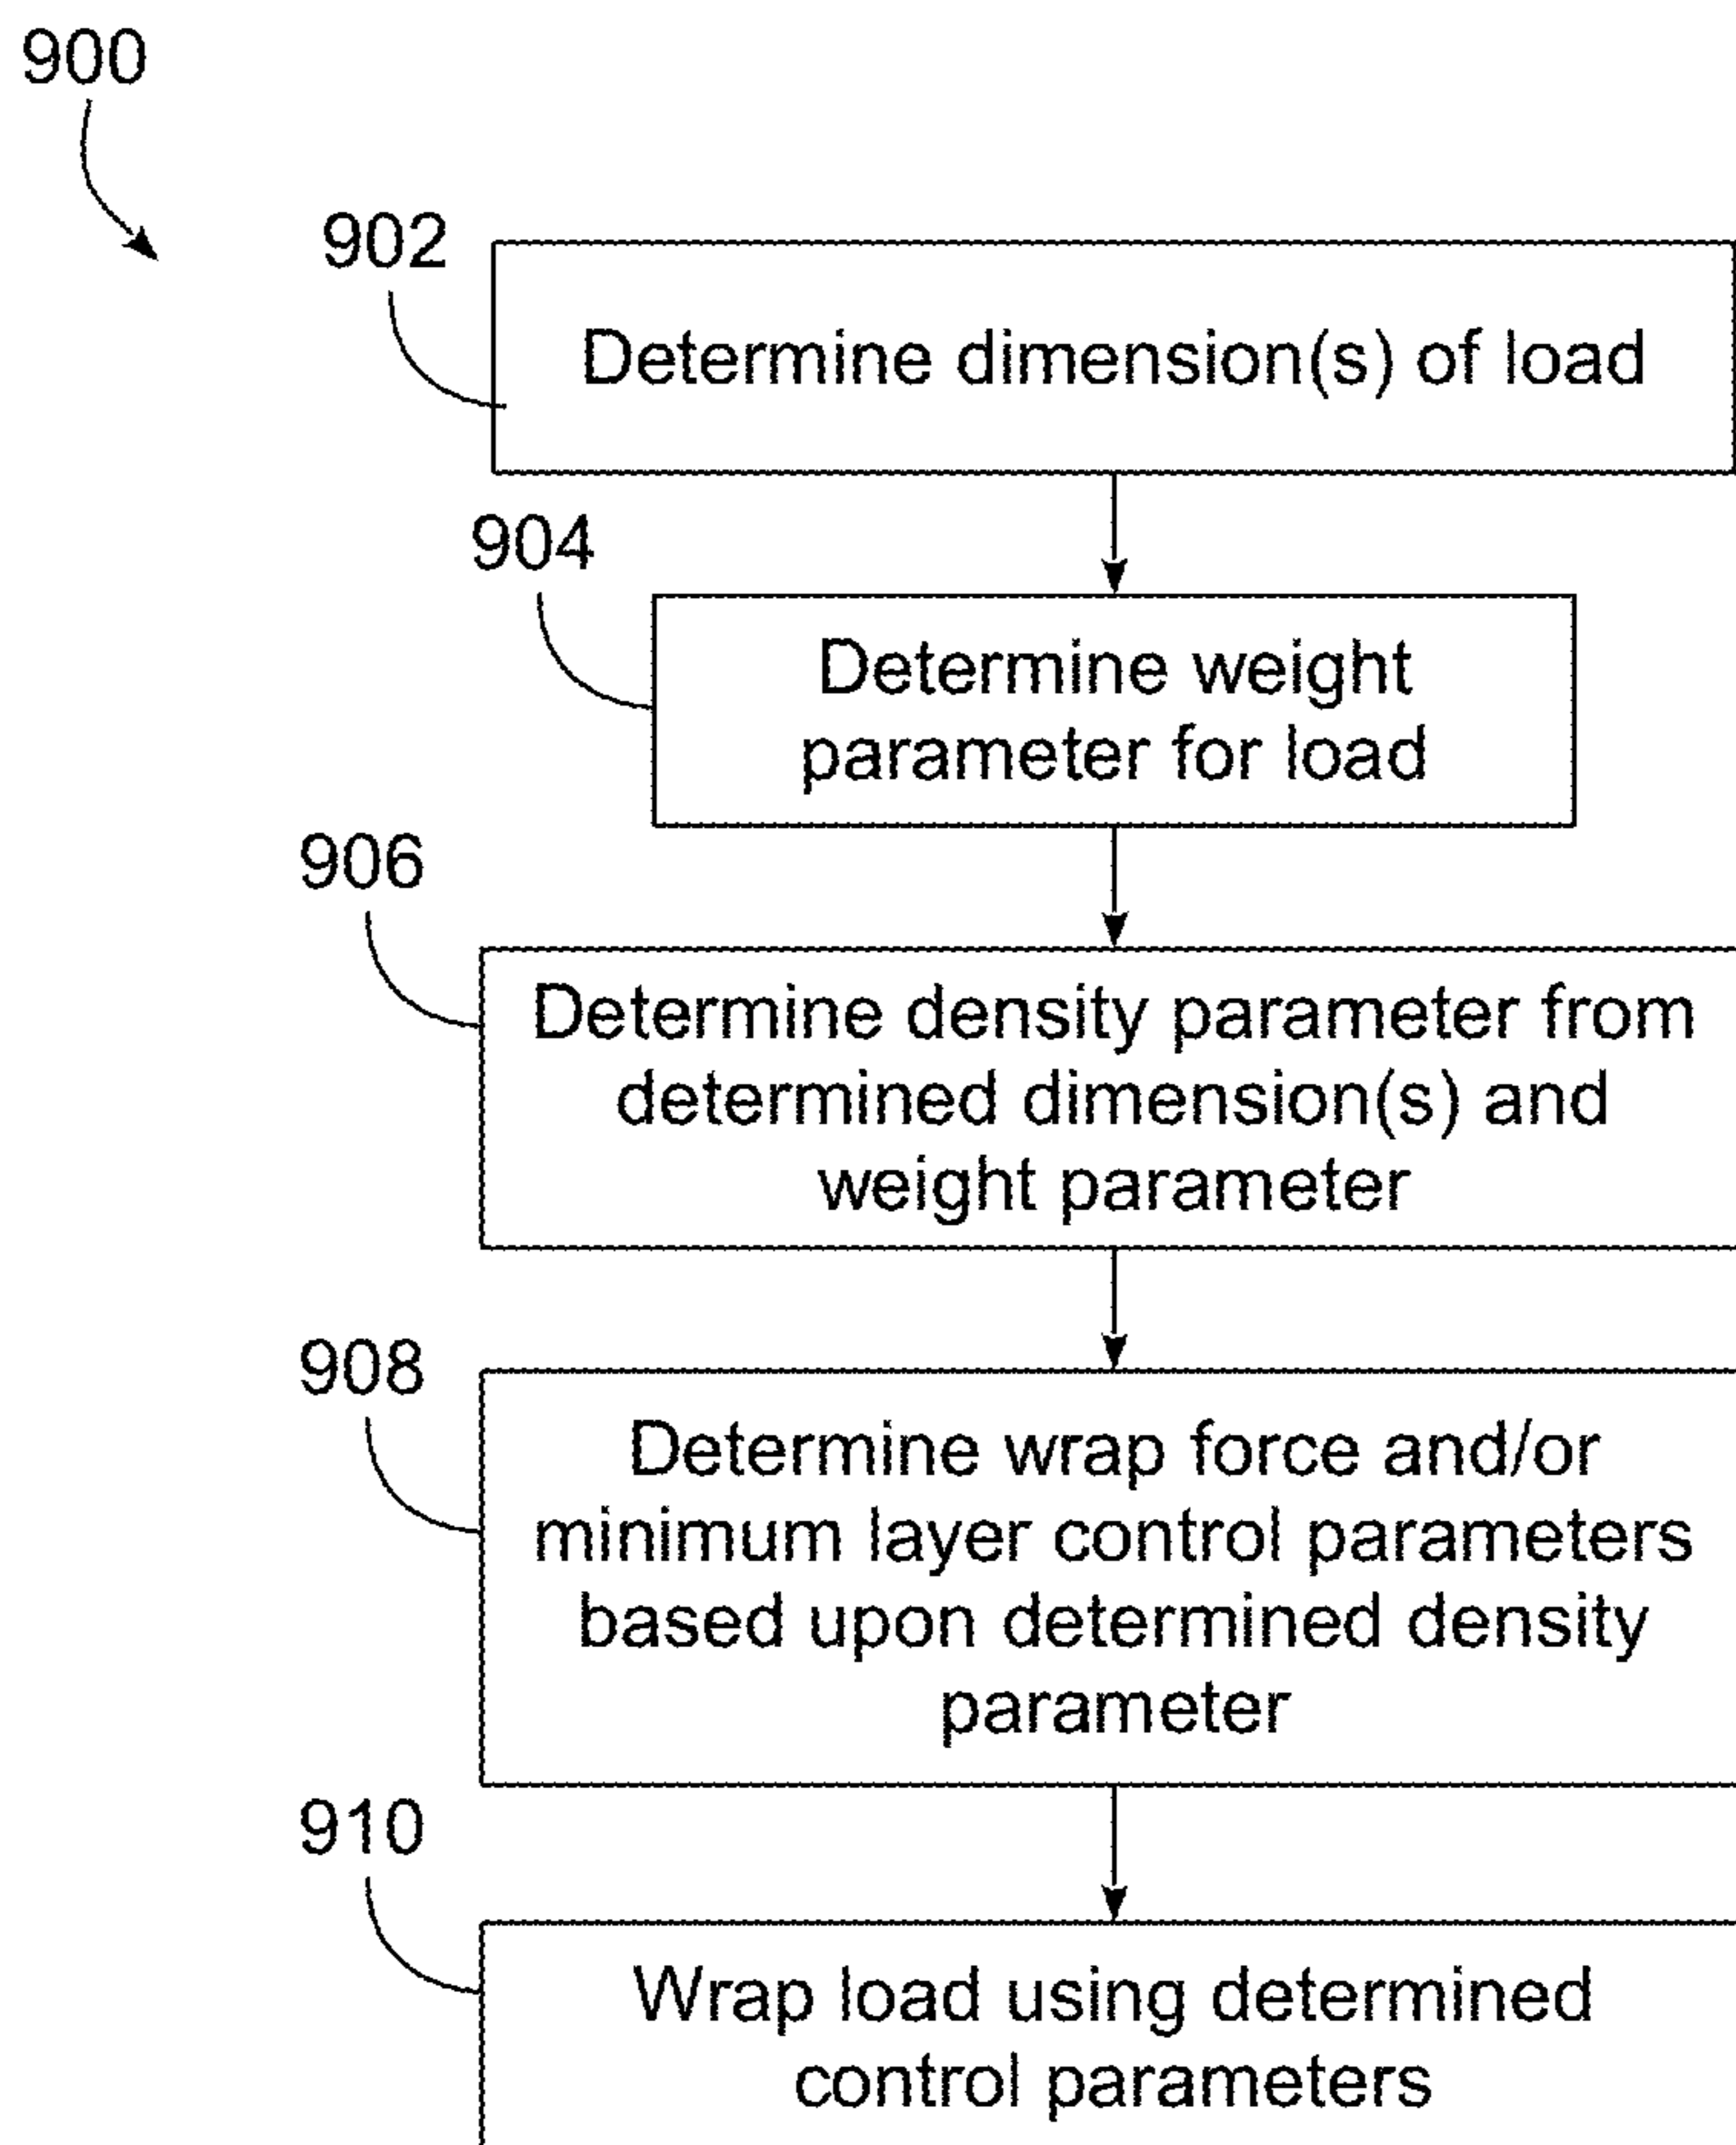 900
902
Determine dimension(s) of load
904
Determine weight
parameter for load
906
Determine density parameter from
determined dimension(s) and
weight parameter
908
Determine wrap force and/or
minimum layer control parameters
based upon determined density
parameter
910
Wrap load using determined
control parameters